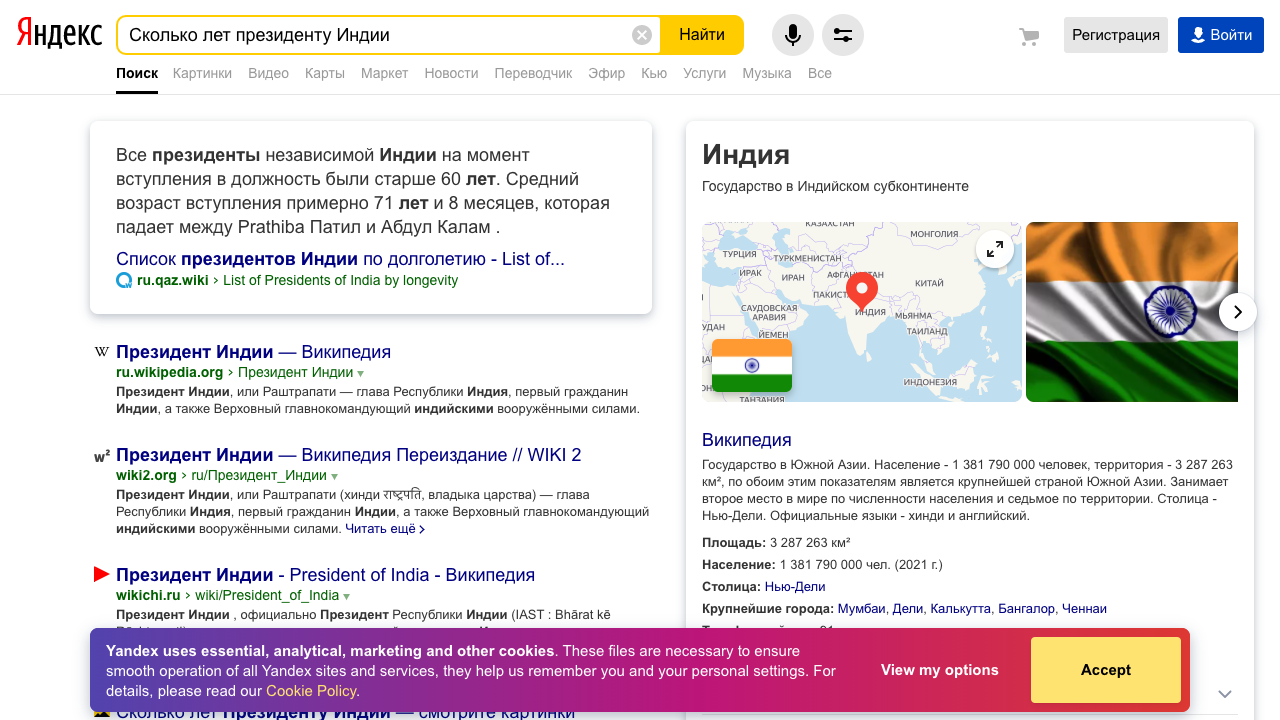 Яндекс
Сколько лет президенту Индии
Найти
Регистрация
Войти
Поиск Картинки Видео Карты Маркет Новости Переводчик Эфир Кью Услуги Музыка Все
Все президенты независимой Индии на момент
вступления в должность были старше 60 лет. Средний
возраст вступления примерно 71 лет и 8 месяцев, которая
падает между Prathiba Патил и Абдул Калам .
Список президентов Индии по долголетию - List of...
ru.qaz.wiki › List of Presidents of India by longevity
W Президент Индии — Википедия
ru.wikipedia.org › Президент Индии
Президент Индии, или Раштрапати — глава Республики Индия, первый гражданин
Индии, а также Верховный главнокомандующий индийскими вооружёнными силами.
w² Президент Индии — Википедия Переиздание // WIKI 2
wiki2.org › ru/Президент_Индии
Президент Индии, или Раштрапати (хинди राष्ट्रपति, владыка царства) — глава
Республики Индия, первый гражданин Индии, а также Верховный главнокомандующий
индийскими вооружёнными силами. Читать ещё ›
Президент Индии - President of India - Википедия
wikichi.ru › wiki/President_of_India
Президент Индии , официально Президент Республики Индии (IAST : Bhārat kē
Сколько лет Президенту Индии — смотрите картинки
Индия
Государство в Индийском субконтиненте
КАЗАХСТАН
МОНГОЛИЯ
ТУРЦИЯ
ТУРКМЕНИСТАН
ИРАК
ИРАН
АФГАНИСТАН
КИТАЙ
ПАКИСТАН
САУДОВСКАЯ
АРАВИЯ
ИНДИЯ
МЬЯНМА
УДАН
ЙЕМЕН
ТАИЛАНД
ИНДОНЕЗИЯ
ТАНЗАНИЯ
Википедия
Государство в Южной Азии. Население - 1 381 790 000 человек, территория - 3 287 263
км², по обоим этим показателям является крупнейшей страной Южной Азии. Занимает
второе место в мире по численности населения и седьмое по территории. Столица -
Нью-Дели. Официальные языки - хинди и английский.
Площадь: 3 287 263 км²
Население: 1 381 790 000 чел. (2021 г.)
Столица: Нью-Дели
Крупнейшие города: Мумбаи, Дели, Калькутта, Бангалор, Ченнаи
Yandex uses essential, analytical, marketing and other cookies. These files are necessary to ensure
smooth operation of all Yandex sites and services, they help us remember you and your personal settings. For
details, please read our Cookie Policy.
View my options
Accept